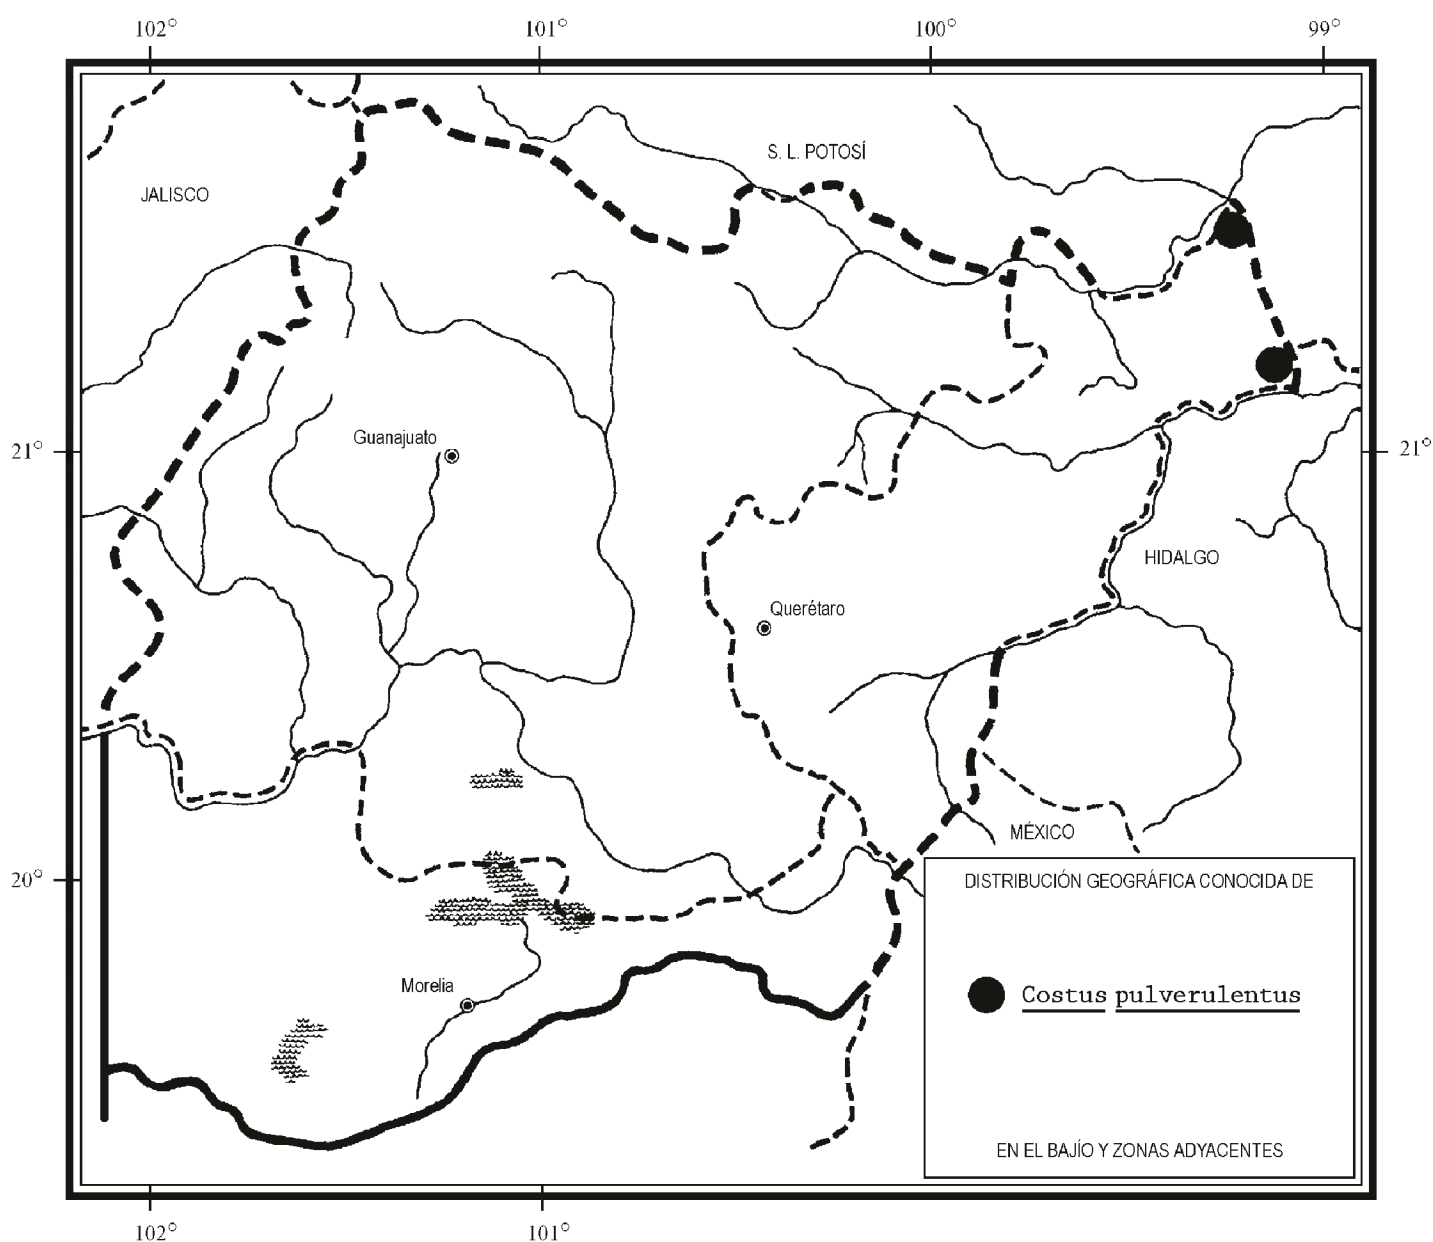 102° 101° 100° 99°
S. L. POTOSÍ
JALISCO
Guanajuato
21° 21°
HIDALGO
Querétaro
MÉXICO
20°
DISTRIBUCIÓN GEOGRÁFICA CONOCIDA DE
Morelia
Costus pulverulentus
EN EL BAJÍO Y ZONAS ADYACENTES
102° 101°